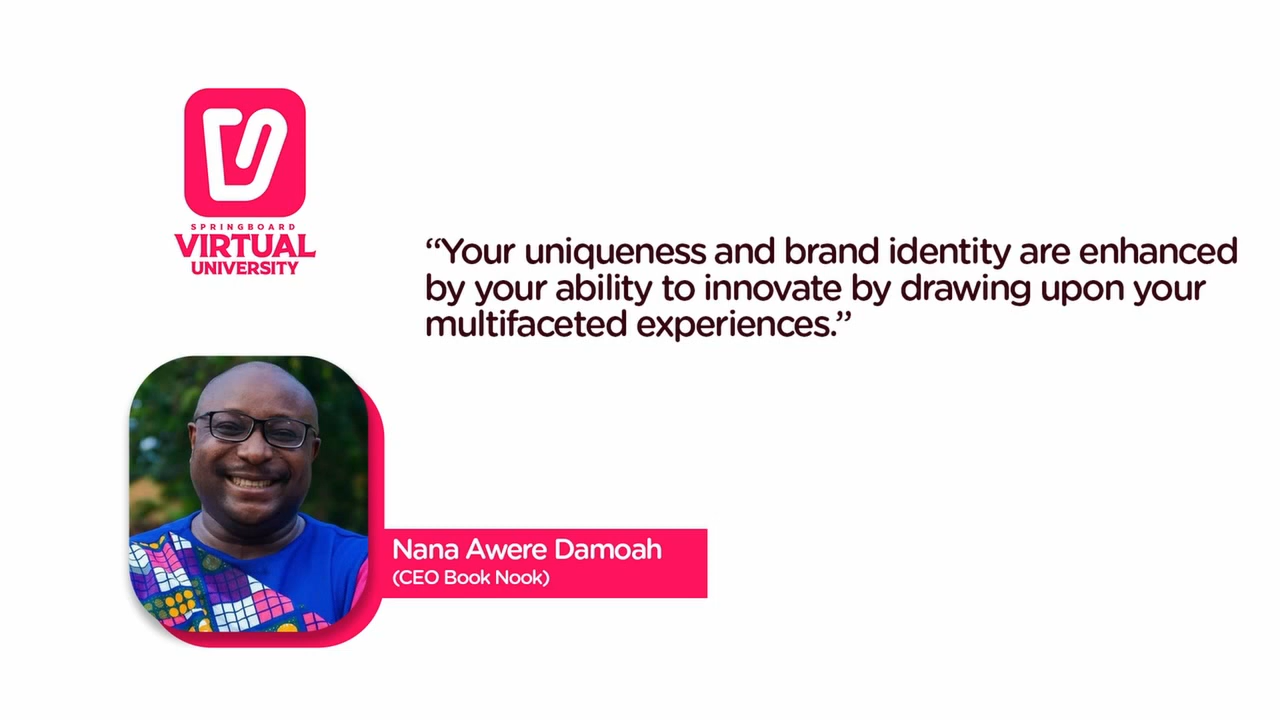 SPRINGBOARD
VIRTUAL
UNIVERSITY
“Your uniqueness and brand identity are enhanced
by your ability to innovate by drawing upon your
multifaceted experiences.”
Nana Awere Damoah
(CEO Book Nook)